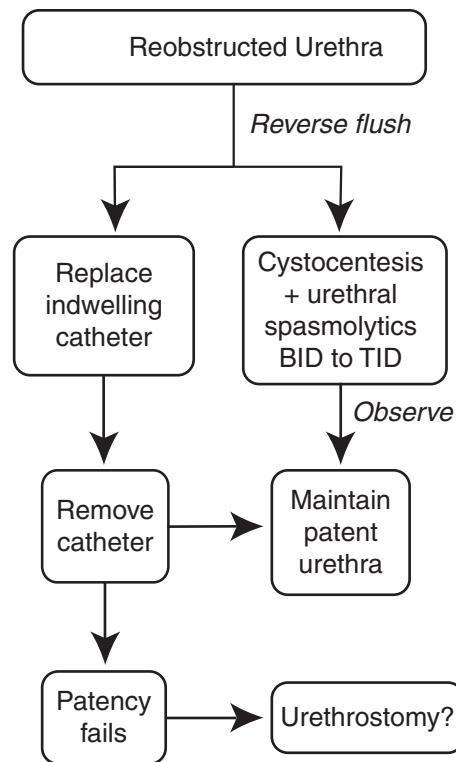 Reobstructed Urethra
Reverse flush
Replace
indwelling
catheter
Cystocentesis
+ urethral
spasmolytics
BID to TID
Observe
Remove
catheter
Maintain
patent
urethra
Patency
fails
Urethrostomy?